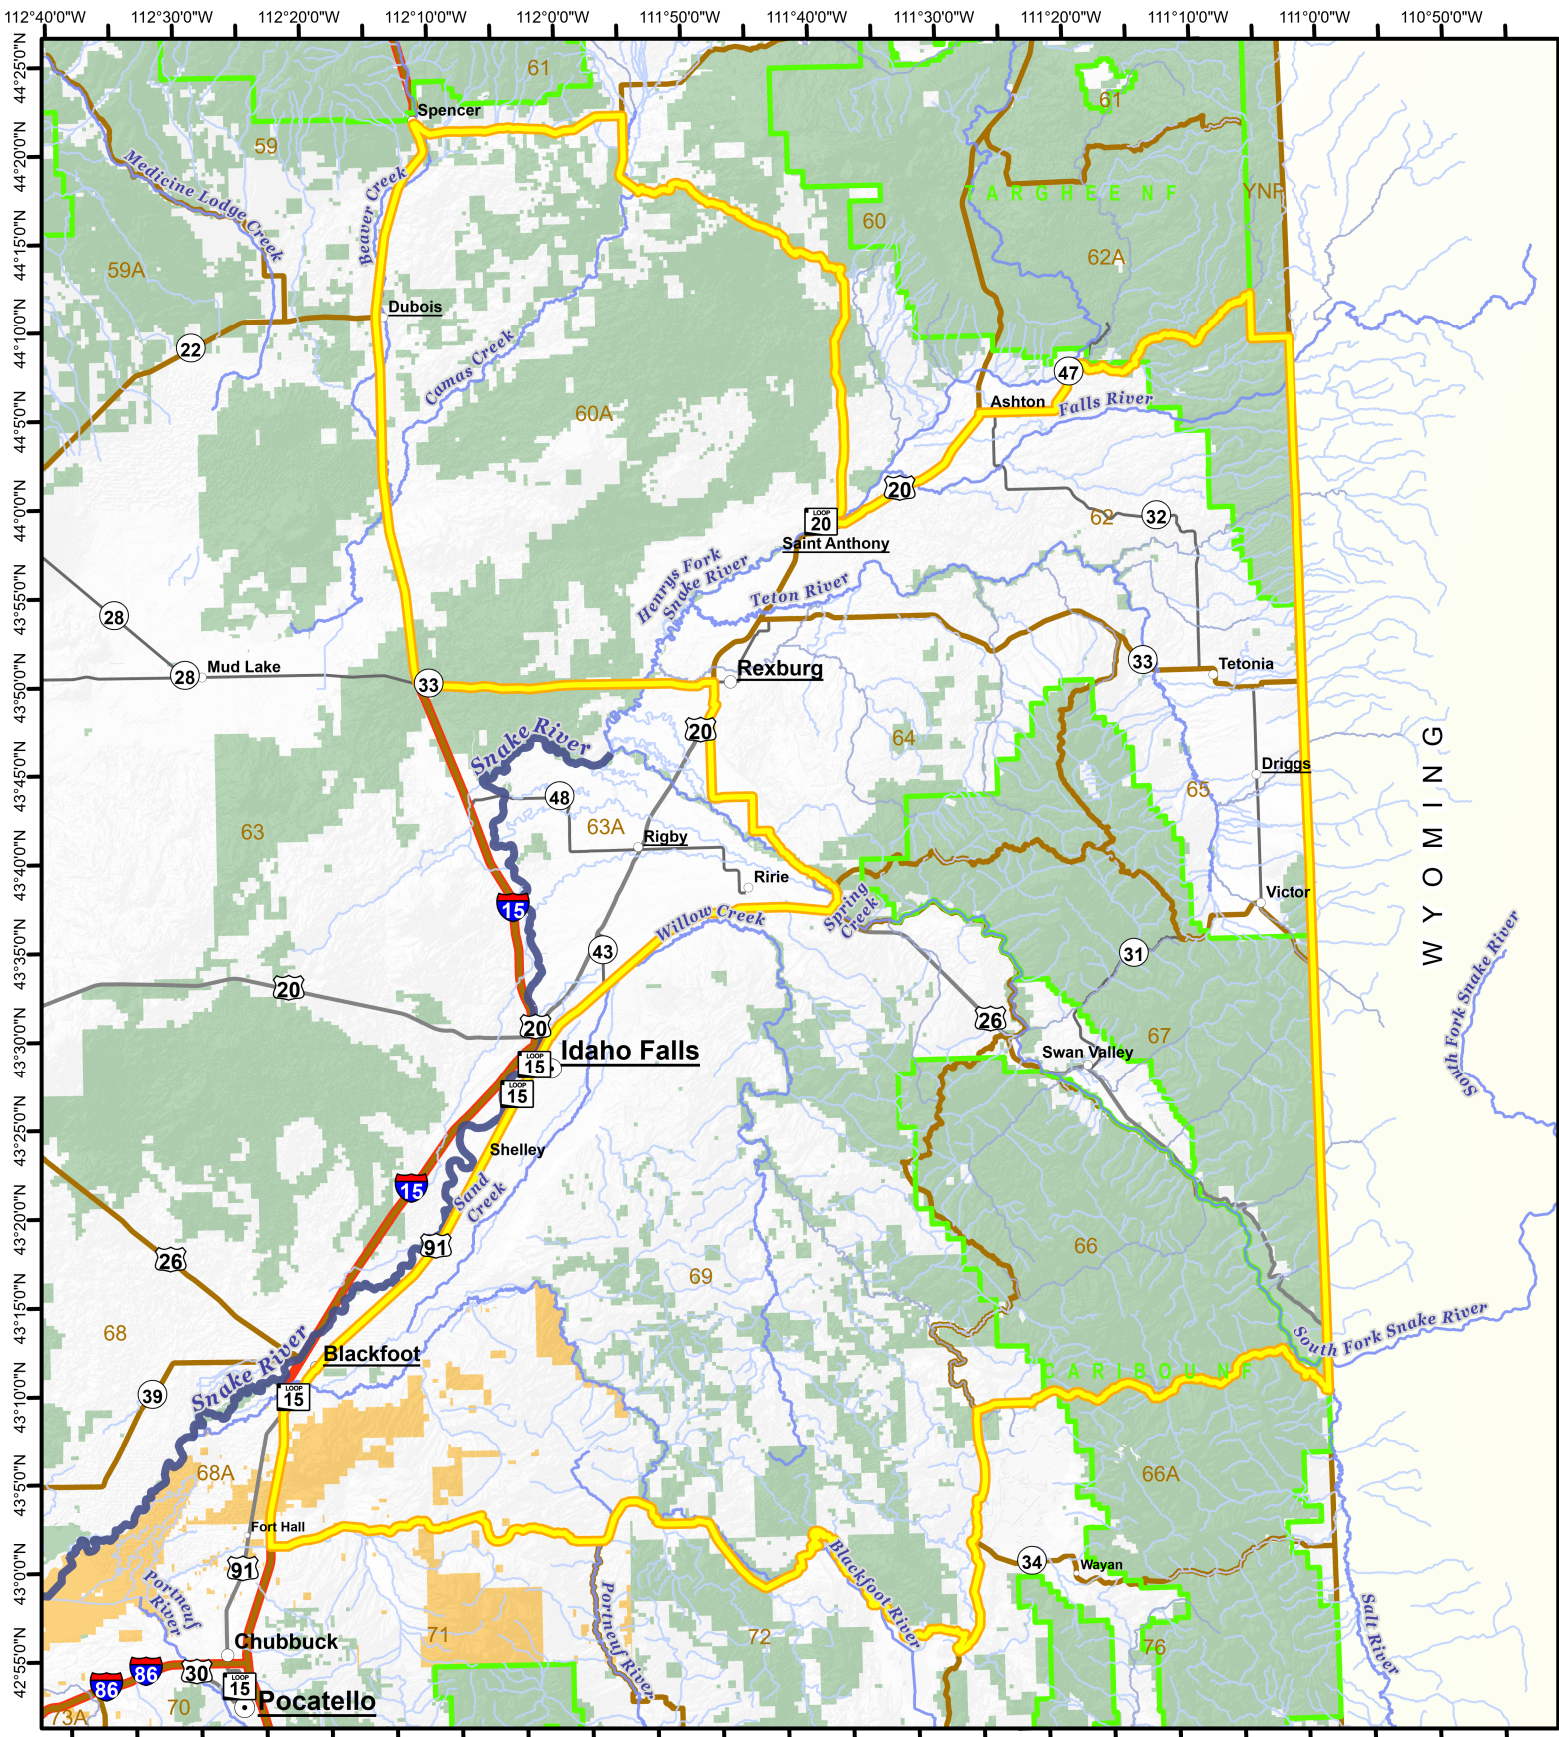 112°40'0"W 112°30'0"W 112°20'0"W 112°10'0"W 112°0'0"W 111°50'0"W 111°40'0"W 111°30'0"W 111°20'0"W 111°10'0"W 111°0'0"W 110°50'0"W
44°25'0"N
44°20'0"N
44°15'0"N
44°10'0"N
44°5'0"N
44°0'0"N
43°55'0"N
43°50'0"N
43°45'0"N
43°40'0"N
43°35'0"N
43°30'0"N
43°25'0"N
43°20'0"N
43°15'0"N
43°10'0"N
43°5'0"N
43°0'0"N
42°55'0"N
61
61
Spencer
59
Medicine Lodge Creek
Beaver Creek
TARGHEE NF
YNP
60
59A
62A
Dubois
22
Camas Creek
47
Ashton
Falls River
60A
20
LOOP
20
62
32
Saint Anthony
Henrys Fork
Snake River
Teton River
28
28
Mud Lake
33
Rexburg
33
Tetonia
20
Snake River
64
WYOMING
Driggs
65
48
63
63A
Rigby
Ririe
Victor
15
Spring
Creek
Willow Creek
43
31
South Fork Snake River
20
20
26
67
LOOP
15
Idaho Falls
Swan Valley
LOOP
15
Shelley
15
Sand
Creek
91
26
66
69
68
South Fork Snake River
Snake River
Blackfoot
CARIBOU NF
39
LOOP
15
68A
66A
Fort Hall
91
34
Wayan
Blackfoot River
Portneuf
River
Portneuf River
Salt River
71
72
76
Chubbuck
86
86
30
LOOP
15
Pocatello
70
73A